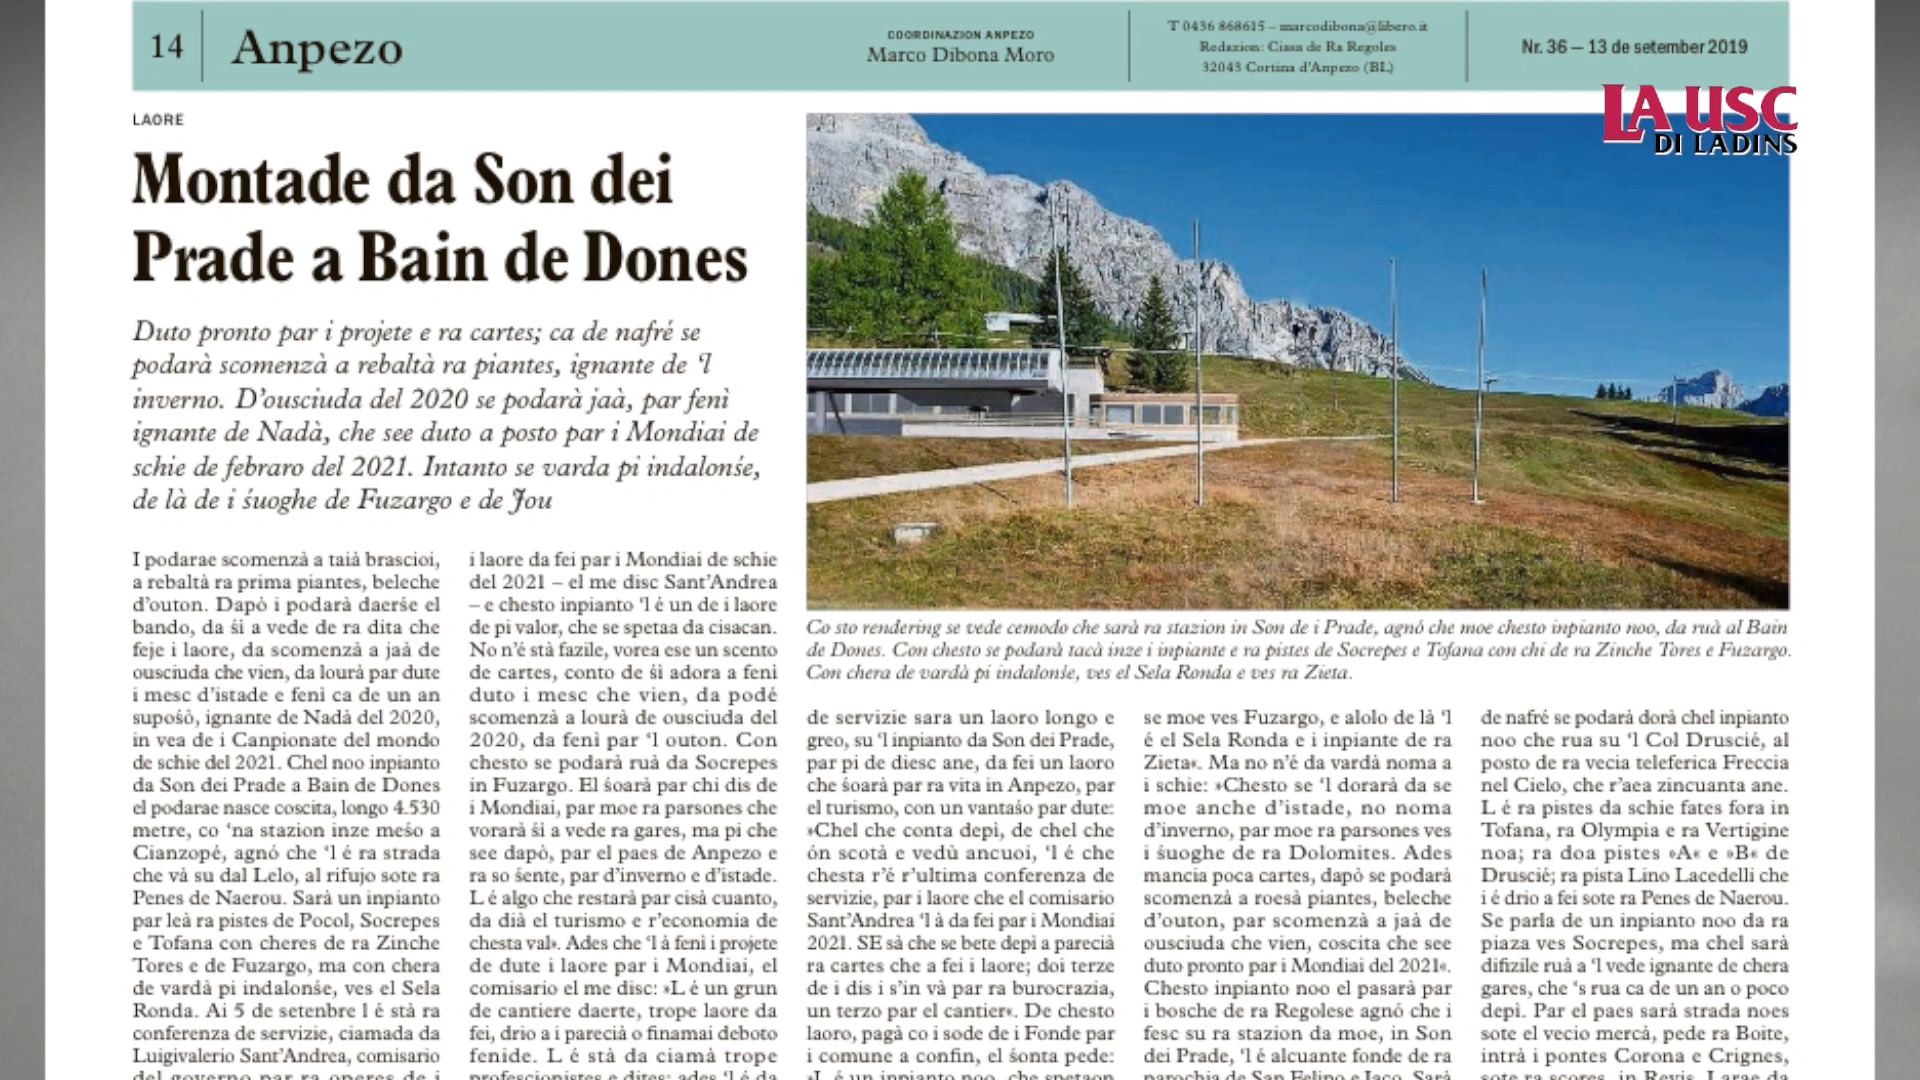 14
Anpezo
COORDINAZION ANPEZO
Marco Dibona Moro
T 0436 868615 – marcodibona@libero.it
Redazion: Ciasa de Ra Regoles
32043 Cortina d'Anpezo (BL)
Nr. 36 – 13 de setember 2019
LA USC
DI LADINS
LAORE
Montade da Son dei
Prade a Bain de Dones
Duto pronto par i projete e ra cartes; ca de nafré se
podarà scomenzà a rebaltà ra piantes, ignante de 'l
inverno. D'ousciuda del 2020 se podarà jaà, par fenì
ignante de Nadà, che see duto a posto par i Mondiai de
schie de febraro del 2021. Intanto se varda pi indalonśe,
de là de i śuoghe de Fuzargo e de Jou
I podarae scomenzà a taià brascioi,
a rebaltà ra prima piantes, beleche
d'outon. Dapò i podarà daerśe el
bando, da śì a vede de ra dita che
feje i laore, da scomenzà a jaà de
ousciuda che vien, da lourà par dute
i mesc d'istade e fenì ca de un an
supośò, ignante de Nadà del 2020,
in vea de i Canpionate del mondo
de schie del 2021. Chel noo inpianto
da Son dei Prade a Bain de Dones
el podarae nasce coscita, longo 4.530
metre, co 'na stazion inze meśo a
Cianzopé, agnó che 'l é ra strada
che và su dal Lelo, al rifujo sote ra
Penes de Naerou. Sarà un inpianto
par leà ra pistes de Pocol, Socrepes
e Tofana con cheres de ra Zinche
Tores e de Fuzargo, ma con chera
de vardà pi indalonśe, ves el Sela
Ronda. Ai 5 de setenbre l é stà ra
conferenza de servizie, ciamada da
Luigivalerio Sant'Andrea, comisario
del governo par ra operes de i
i laore da fei par i Mondiai de schie
del 2021 – el me disc Sant'Andrea
– e chesto inpianto 'l é un de i laore
de pi valor, che se spetaa da cisacan.
No n'é stà fazile, vorea ese un scento
de cartes, conto de śì adora a fenì
duto i mesc che vien, da podé
scomenzà a lourà de ousciuda del
2020, da fenì par 'l outon. Con
chesto se podarà ruà da Socrepes
in Fuzargo. El śoarà par chi dis de
i Mondiai, par moe ra parsones che
vorarà śì a vede ra gares, ma pi che
see dapò, par el paes de Anpezo e
ra so śente, par d'inverno e d'istade.
L é algo che restarà par cisà cuanto,
da dià el turismo e r'economia de
chesta val«. Ades che 'l à fenì i projete
de dute i laore par i Mondiai, el
comisario el me disc: »L é un grun
de cantiere daerte, trope laore da
fei, drio a i parecià o finamai deboto
fenide. L é stà da ciamà trope
profescionistes e dites; ades 'l é da
Co sto rendering se vede cemodo che sarà ra stazion in Son de i Prade, agnó che moe chesto inpianto noo, da ruà al Bain
de Dones. Con chesto se podarà tacà inze i inpiante e ra pistes de Socrepes e Tofana con chi de ra Zinche Tores e Fuzargo.
Con chera de vardà pi indalonśe, ves el Sela Ronda e ves ra Zieta.
de servizie sara un laoro longo e
greo, su 'l inpianto da Son dei Prade,
par pi de diesc ane, da fei un laoro
che śoarà par ra vita in Anpezo, par
el turismo, con un vantaśo par dute:
»Chel che conta depì, de chel che
ón scotà e vedù ancuoi, 'l é che
chesta r'é r'ultima conferenza de
servizie, par i laore che el comisario
Sant'Andrea 'l à da fei par i Mondiai
2021. SE sà che se bete depì a parecià
ra cartes che a fei i laore; doi terze
de i dis i s'in và par ra burocrazia,
un terzo par el cantier«. De chesto
laoro, pagà co i sode de i Fonde par
i comune a confin, el śonta pede:
»L é un inpianto noo, che spetaon
se moe ves Fuzargo, e alolo de là 'l
é el Sela Ronda e i inpiante de ra
Zieta«. Ma no n'é da vardà noma a
i schie: »Chesto se 'l dorarà da se
moe anche d'istade, no noma
d'inverno, par moe ra parsones ves
i śuoghe de ra Dolomites. Ades
mancia poca cartes, dapò se podarà
scomenzà a roesà piantes, beleche
d'outon, par scomenzà a jaà de
ousciuda che vien, coscita che see
duto pronto par i Mondiai del 2021«.
Chesto inpianto noo el pasarà par
i bosche de ra Regolese agnó che i
fesc su ra stazion da moe, in Son
dei Prade, 'l é alcuante fonde de ra
parochia de San Felipo e Jaco. Sarà
de nafré se podarà dorà chel inpianto
noo che rua su 'l Col Drusciè, al
posto de ra vecia teleferica Freccia
nel Cielo, che r'aea zincuanta ane.
L é ra pistes da schie fates fora in
Tofana, ra Olympia e ra Vertigine
noa; ra doa pistes »A« e »B« de
Drusciè; ra pista Lino Lacedelli che
i é drio a fei sote ra Penes de Naerou.
Se parla de un inpianto noo da ra
piaza ves Socrepes, ma chel sarà
difizile ruà a 'l vede ignante de chera
gares, che 's rua ca de un an o poco
depì. Par el paes sarà strada noes
sote el vecio mercà, pede ra Boite,
intrà i pontes Corona e Crignes,
sote ra scores, in Revis. Larae da